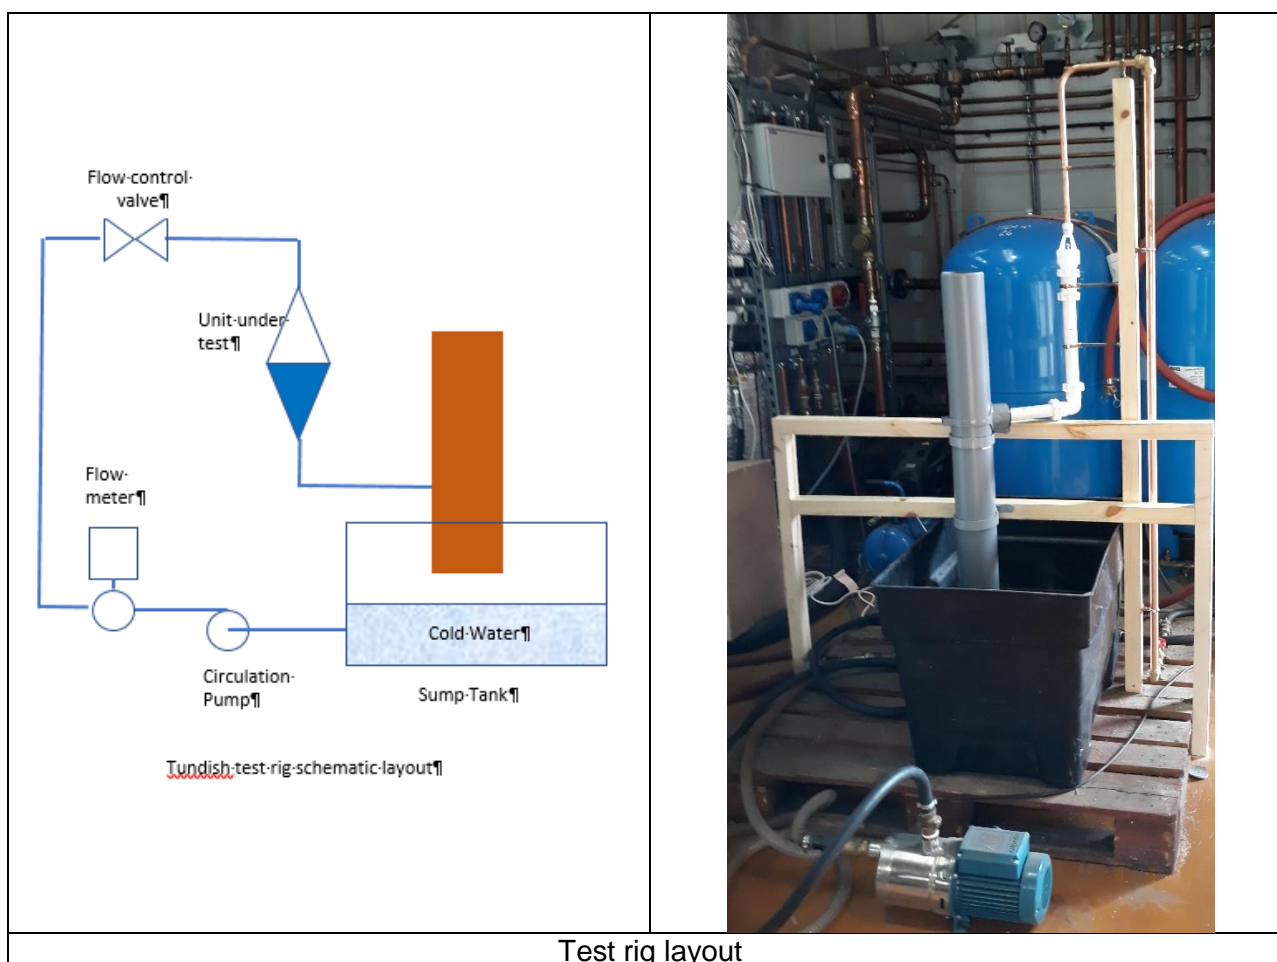 Flow·control·
valve¶
Unit·under·
test¶
Flow·
meter¶
Cold·Water¶
Circulation·
Pump¶
Sump·Tank¶
Tundish·test·rig·schematic·layout¶
Test rig layout